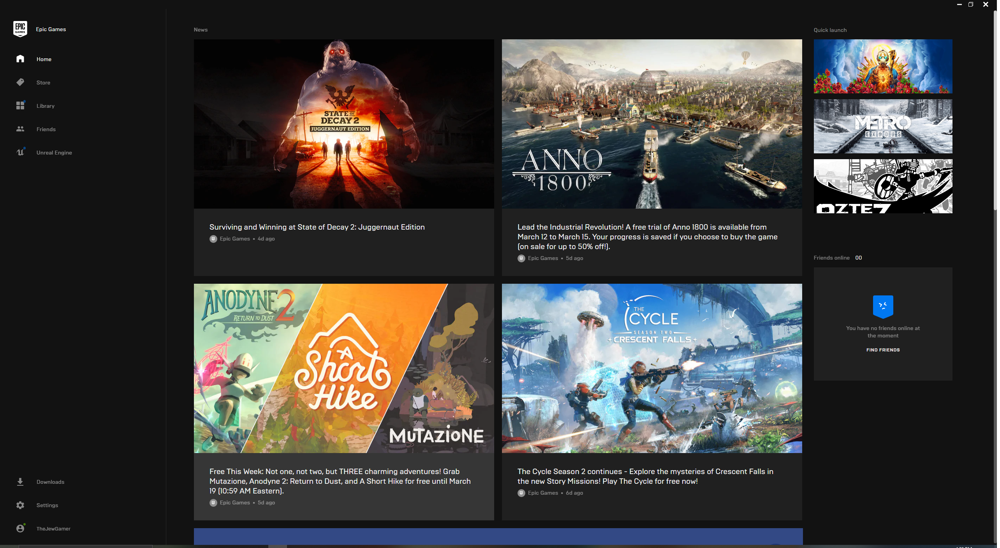 EPIC
GAMES
Epic Games
Home
Store
Library
Friends
Unreal Engine
Downloads
Settings
TheJewGamer
News
STATE OF
DECAY 2
JUGGERNAUT EDITION
Surviving and Winning at State of Decay 2: Juggernaut Edition
Epic Games • 4d ago
ANNO
1800
Lead the Industrial Revolution! A free trial of Anno 1800 is available from
March 12 to March 15. Your progress is saved if you choose to buy the game
(on sale for up to 50% off!).
Epic Games • 5d ago
ANODYNE 2
RETURN TO DUST
A
Short
Hike
MUTAZIONE
Free This Week: Not one, not two, but THREE charming adventures! Grab
Mutazione, Anodyne 2: Return to Dust, and A Short Hike for free until March
19 (10:59 AM Eastern).
Epic Games • 5d ago
THE
CYCLE
SEASON TWO
CRESCENT FALLS
CRESCENT FALL
The Cycle Season 2 continues - Explore the mysteries of Crescent Falls in
the new Story Missions! Play The Cycle for free now!
Epic Games • 6d ago
Quick launch
METRO
EXODUS
Friends online 00
You have no friends online at
the moment
FIND FRIENDS